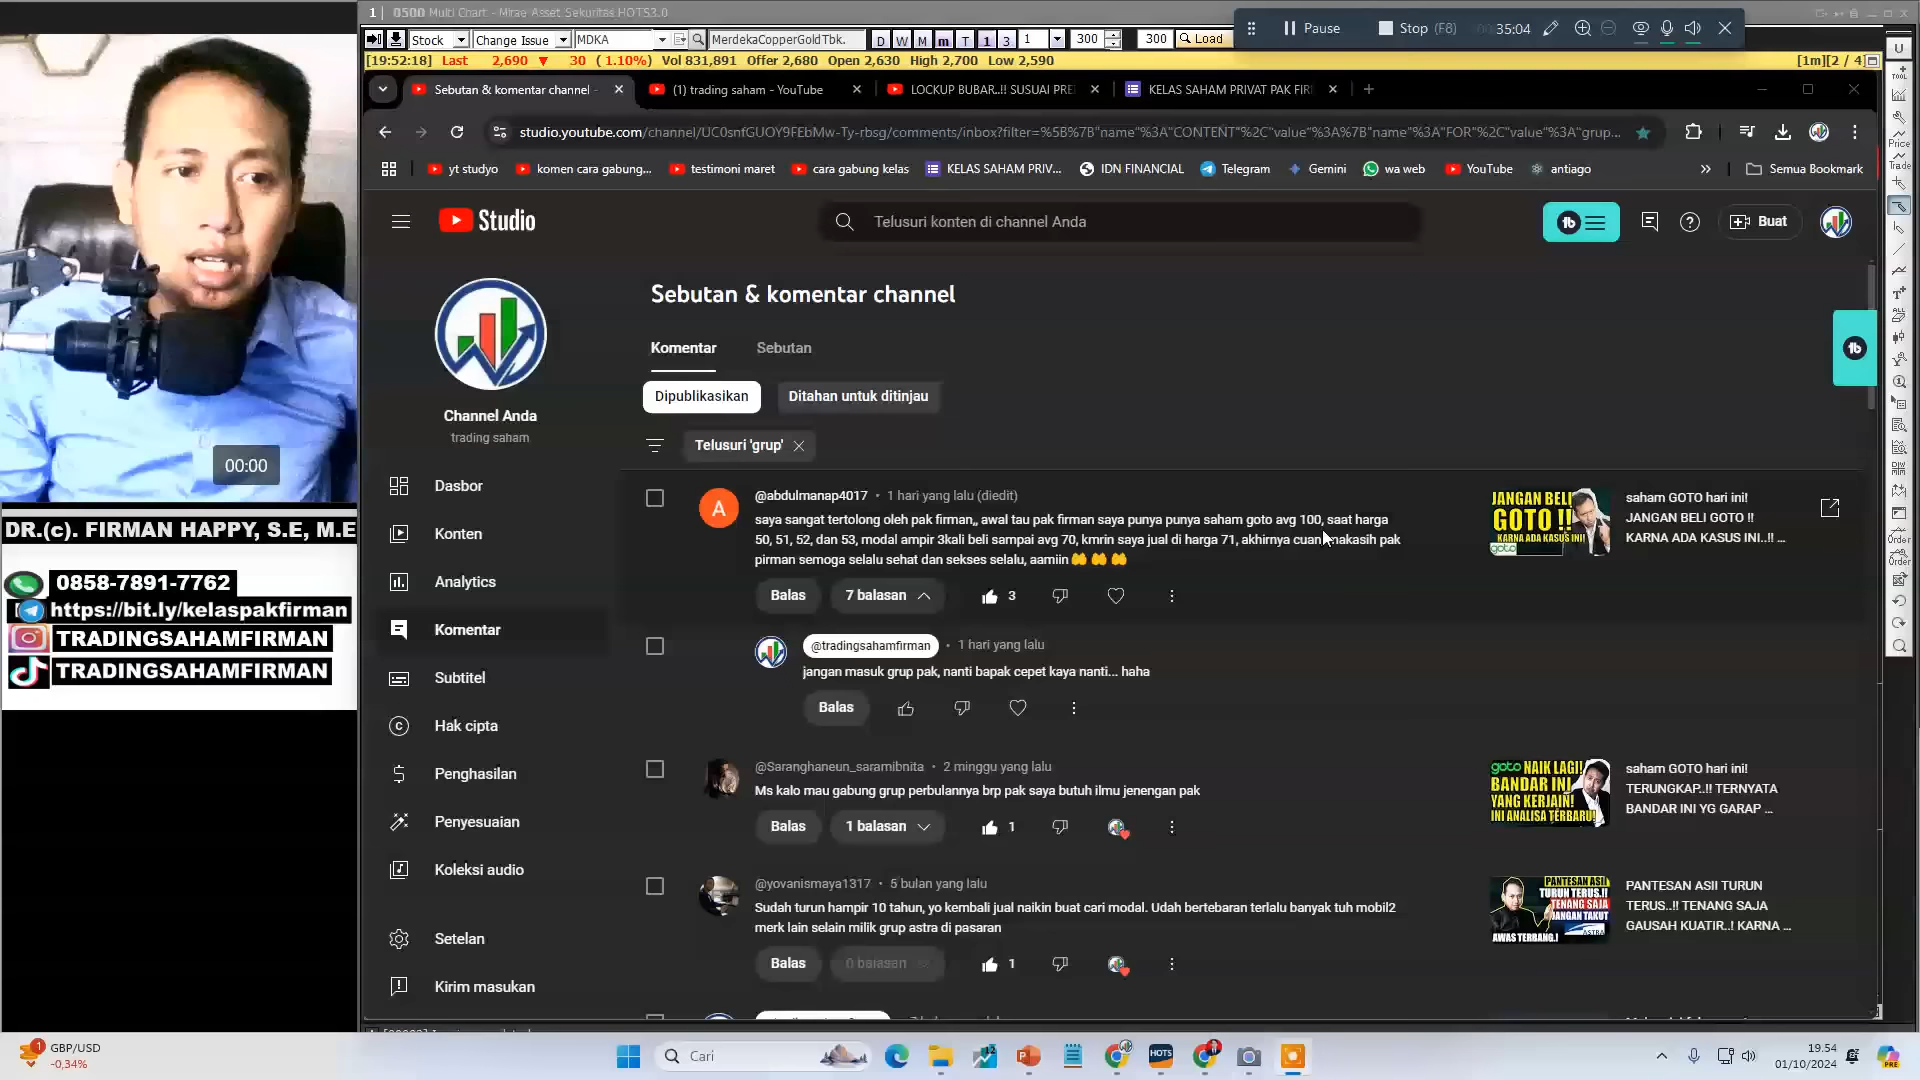 1 0500 Multi Chart - Mirae Asset Sekuritas HOTS3.0
Pause
Stop (F8)
35:04
Stock
Change Issue
MDKA
MerdekaCopperGoldTbk.
D W M m T 1 3
1
300
300
Load
[19:52:18] Last 2,690 ▼ 30 ( 1.10%) Vol 831,891 Offer 2,680 Open 2,630 High 2,700 Low 2,590
[1m][2 / 4]
Sebutan & komentar channel -
(1) trading saham - YouTube
LOCKUP BUBAR..!! SUSUAI PRE
KELAS SAHAM PRIVAT PAK FIR
studio.youtube.com/channel/UC0snfGUOY9FEbMw-Ty-rbsg/comments/inbox?filter=%5B%7B"name"%3A"CONTENT"%2C"value"%3A%7B"name"%3A"FOR"%2C"value"%3A"grup...
yt studyo
komen cara gabung...
testimoni maret
cara gabung kelas
KELAS SAHAM PRIV...
IDN FINANCIAL
Telegram
Gemini
wa web
YouTube
antiago
Semua Bookmark
Studio
Telusuri konten di channel Anda
Buat
Channel Anda
trading saham
Dasbor
Konten
Analytics
Komentar
Subtitel
Hak cipta
Penghasilan
Penyesuaian
Koleksi audio
Setelan
Kirim masukan
Sebutan & komentar channel
Komentar
Sebutan
Dipublikasikan
Ditahan untuk ditinjau
Telusuri 'grup'
@abdulmanap4017 • 1 hari yang lalu (diedit)
saya sangat tertolong oleh pak firman,, awal tau pak firman saya punya punya saham goto avg 100, saat harga
50, 51, 52, dan 53, modal ampir 3kali beli sampai avg 70, kmrin saya jual di harga 71, akhirnya cuan makasih pak
pirman semoga selalu sehat dan sekses selalu, aamiin 🤲 🤲 🤲
Balas
7 balasan
3
JANGAN BELI
GOTO !!
KARNA ADA KASUS INI.!
goto
saham GOTO hari ini!
JANGAN BELI GOTO !!
KARNA ADA KASUS INI..!! ...
@tradingsahamfirman • 1 hari yang lalu
jangan masuk grup pak, nanti bapak cepet kaya nanti... haha
Balas
@Saranghaneun_saramibnita • 2 minggu yang lalu
Ms kalo mau gabung grup perbulannya brp pak saya butuh ilmu jenengan pak
Balas
1 balasan
1
goto NAIK LAGI!
BANDAR INI
YANG KERJAIN!
INI ANALISA TERBARU!
saham GOTO hari ini!
TERUNGKAP..!! TERNYATA
BANDAR INI YG GARAP ...
@yovanismaya1317 • 5 bulan yang lalu
Sudah turun hampir 10 tahun, yo kembali jual naikin buat cari modal. Udah bertebaran terlalu banyak tuh mobil2
merk lain selain milik grup astra di pasaran
Balas
0 balasan
1
PANTESAN ASII
TURUN TERUS.!!
TENANG SAJA
JANGAN TAKUT
ASTRA
AWAS TERBANG.!
PANTESAN ASII TURUN
TERUS..!! TENANG SAJA
GAUSAH KUATIR..! KARNA ...
00:00
DR.(c). FIRMAN HAPPY, S.E, M.E
0858-7891-7762
https://bit.ly/kelaspakfirman
TRADINGSAHAMFIRMAN
TRADINGSAHAMFIRMAN
U
TOOL
Price
Trade
ALL
Order
Order
GBP/USD
-0,34%
1
Cari
HOTS
19.54
01/10/2024
PRE